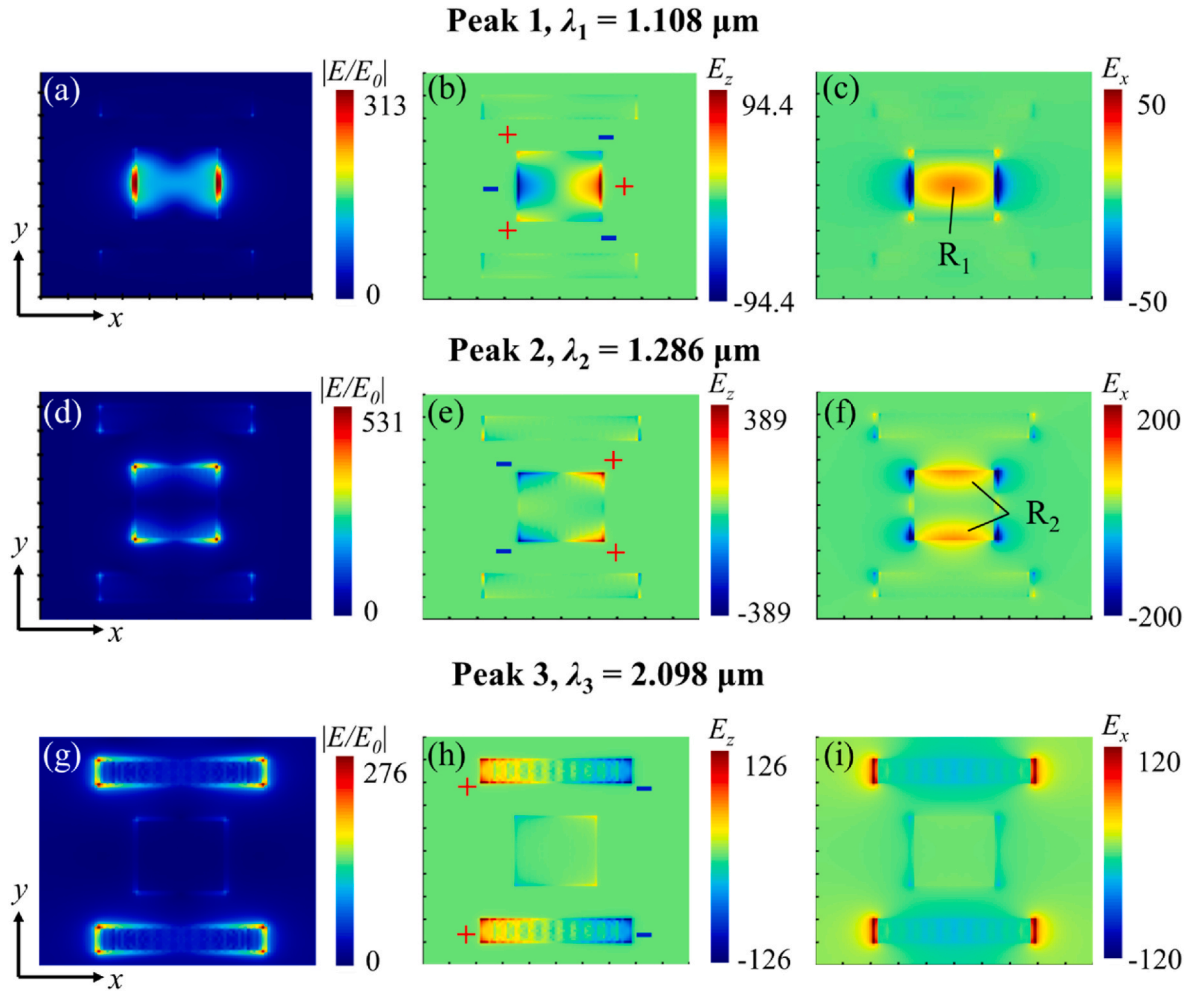 Peak 1, λ1 = 1.108 μm
(a) |E/E0| 313 0
(b) Ez 94.4 -94.4 + − − + + −
(c) Ex 50 -50 R1
y x
Peak 2, λ2 = 1.286 μm
(d) |E/E0| 531 0
(e) Ez 389 -389 − + − +
(f) Ex 200 -200 R2
y x
Peak 3, λ3 = 2.098 μm
(g) |E/E0| 276 0
(h) Ez 126 -126 + − + −
(i) Ex 120 -120
y x